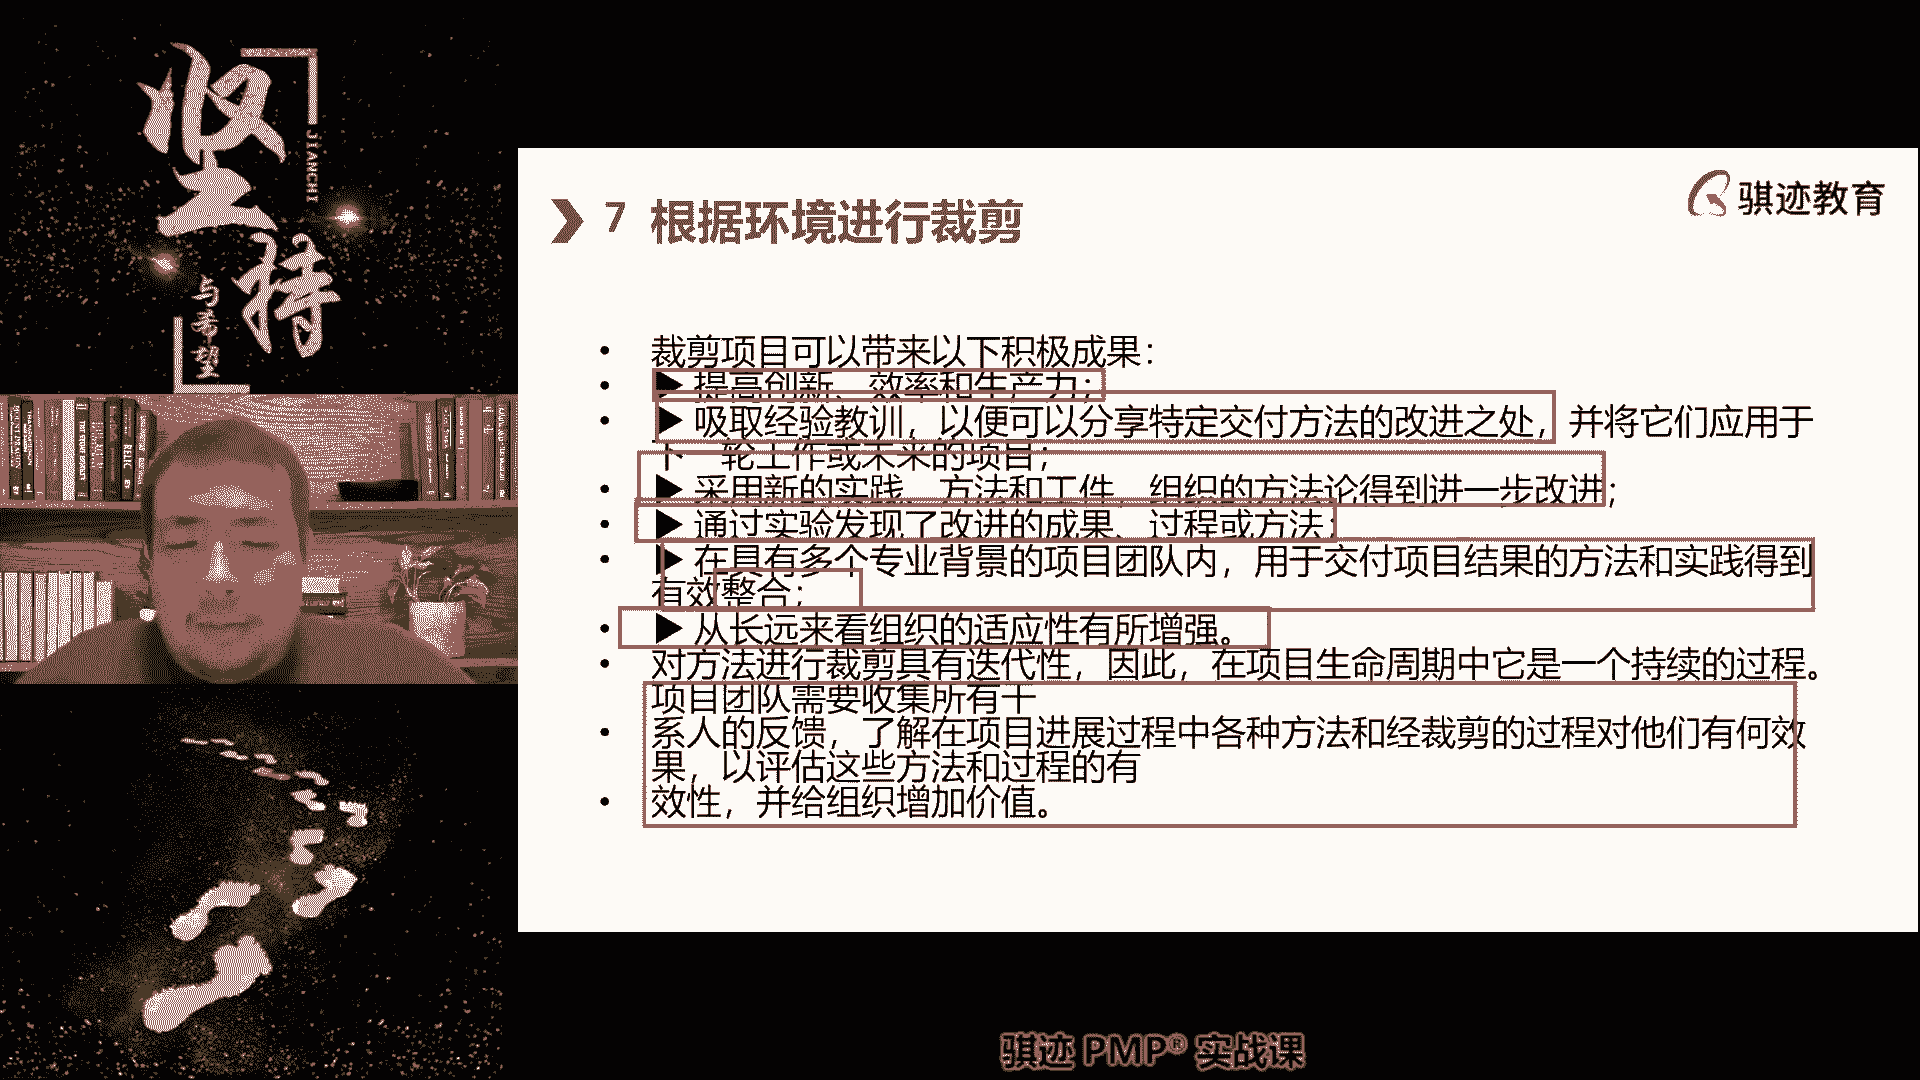 坚持
JIANCHI
与希望
7 根据环境进行裁剪
骐迹教育
• 裁剪项目可以带来以下积极成果：
• ▶ 提高创新、效率和生产力；
• ▶ 吸取经验教训，以便可以分享特定交付方法的改进之处，并将它们应用于
下一轮工作或未来的项目；
• ▶ 采用新的实践、方法和工件，组织的方法论得到进一步改进；
• ▶ 通过实验发现了改进的成果、过程或方法；
• ▶ 在具有多个专业背景的项目团队内，用于交付项目结果的方法和实践得到
有效整合；
• ▶ 从长远来看组织的适应性有所增强。
• 对方法进行裁剪具有迭代性，因此，在项目生命周期中它是一个持续的过程。
项目团队需要收集所有干
• 系人的反馈，了解在项目进展过程中各种方法和经裁剪的过程对他们有何效
果，以评估这些方法和过程的有
• 效性，并给组织增加价值。
骐迹 PMP® 实战课